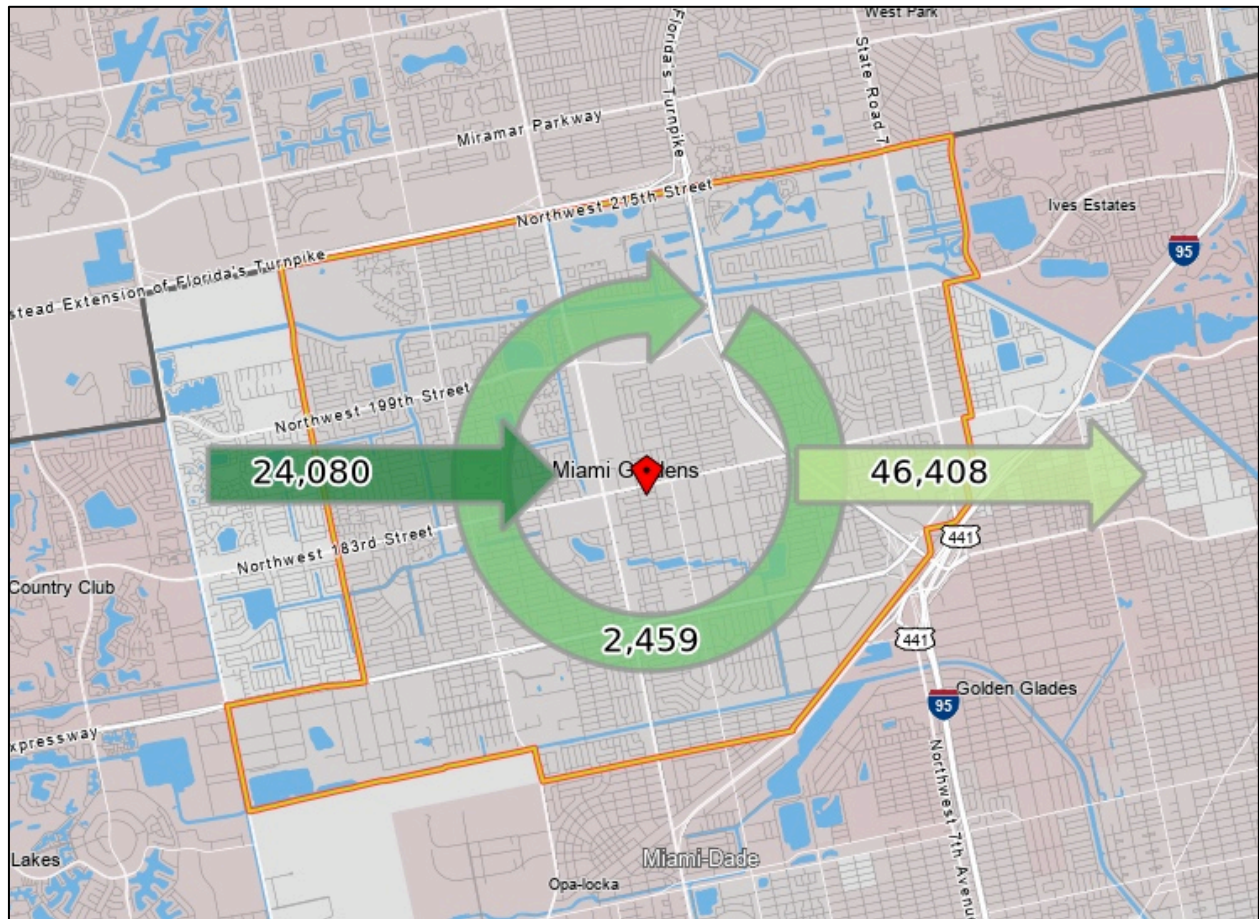 West Park
Florida's Turnpike
State Road 7
Miramar Parkway
Northwest 215th Street
Ives Estates
95
stead Extension of Florida's Turnpike
Northwest 199th Street
24,080
Miami Gardens
46,408
Northwest 183rd Street
441
Country Club
2,459
441
Golden Glades
95
xpressway
Northwest 7th Avenue
Lakes
Miami-Dade
Opa-locka